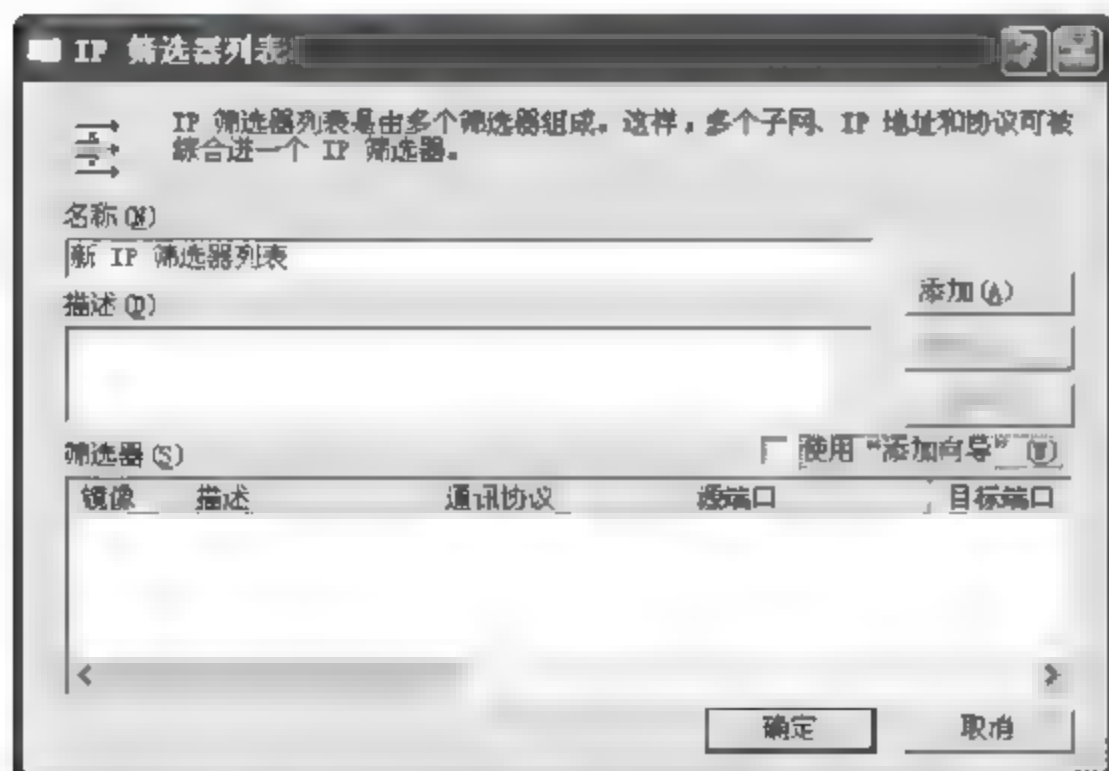 IP 筛选器列表
IP 筛选器列表是由多个筛选器组成。这样，多个子网、IP 地址和协议可被
综合进一个 IP 筛选器。
名称(N)
新 IP 筛选器列表
描述(D)
添加(A)
筛选器(S)
使用“添加向导”(W)
镜像 描述 通讯协议 源端口 目标端口
确定 取消